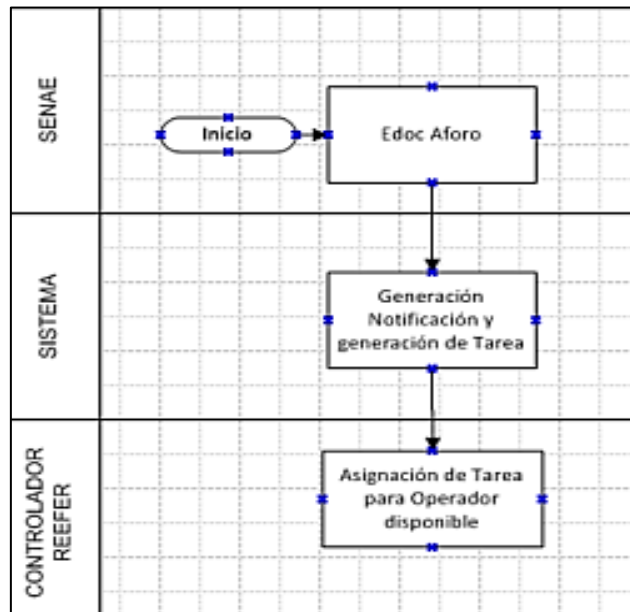 SENAE
Inicio
Edoc Aforo
SISTEMA
Generación
Notificación y
generación de Tarea
CONTROLADOR
REEFER
Asignación de Tarea
para Operador
disponible